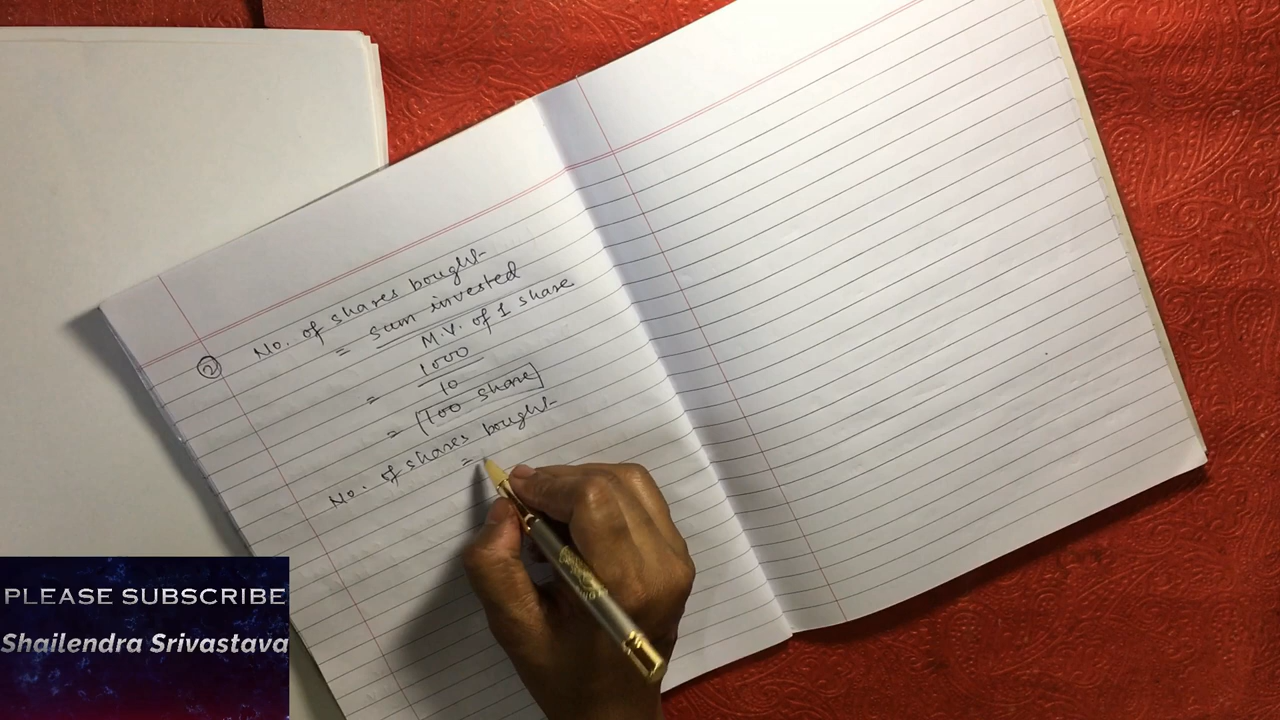 ② No. of shares bought
= Sum invested
M.V. of 1 share
= 1000
10
= [100 share]
No. of shares bought
=
PLEASE SUBSCRIBE
Shailendra Srivastava